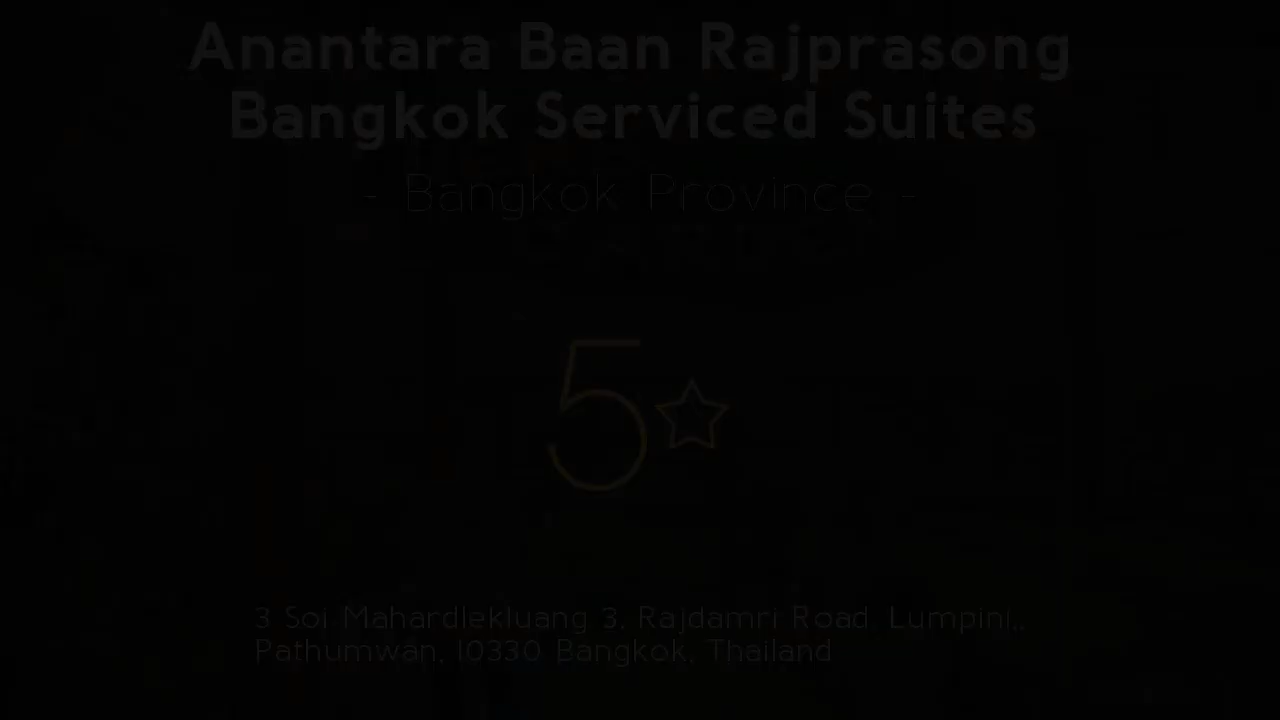 Anantara Baan Rajprasong
Bangkok Serviced Suites
- Bangkok Province -
5
3 Soi Mahardlekluang 3, Rajdamri Road, Lumpini,,
Pathumwan, 10330 Bangkok, Thailand